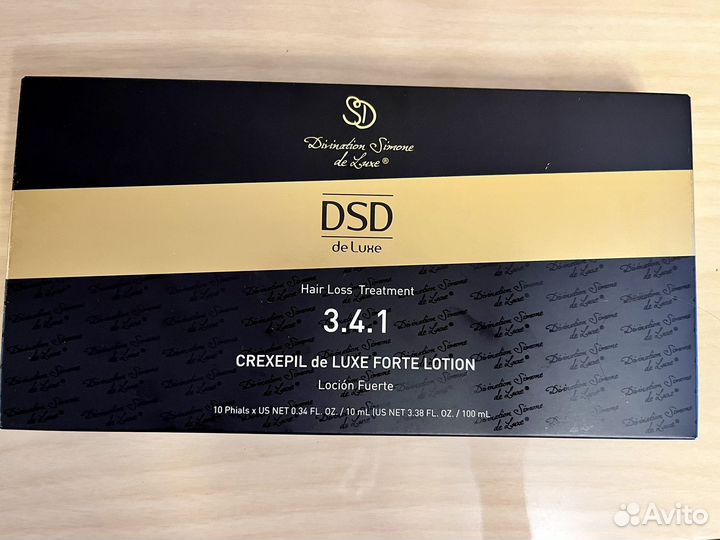 SD
Divination Simone
de Luxe®
DSD
de Luxe
Hair Loss Treatment
3.4.1
CREXEPIL de LUXE FORTE LOTION
Loción Fuerte
10 Phials x US NET 0.34 FL. OZ. / 10 mL (US NET 3.38 FL. OZ. / 100 mL
Avito